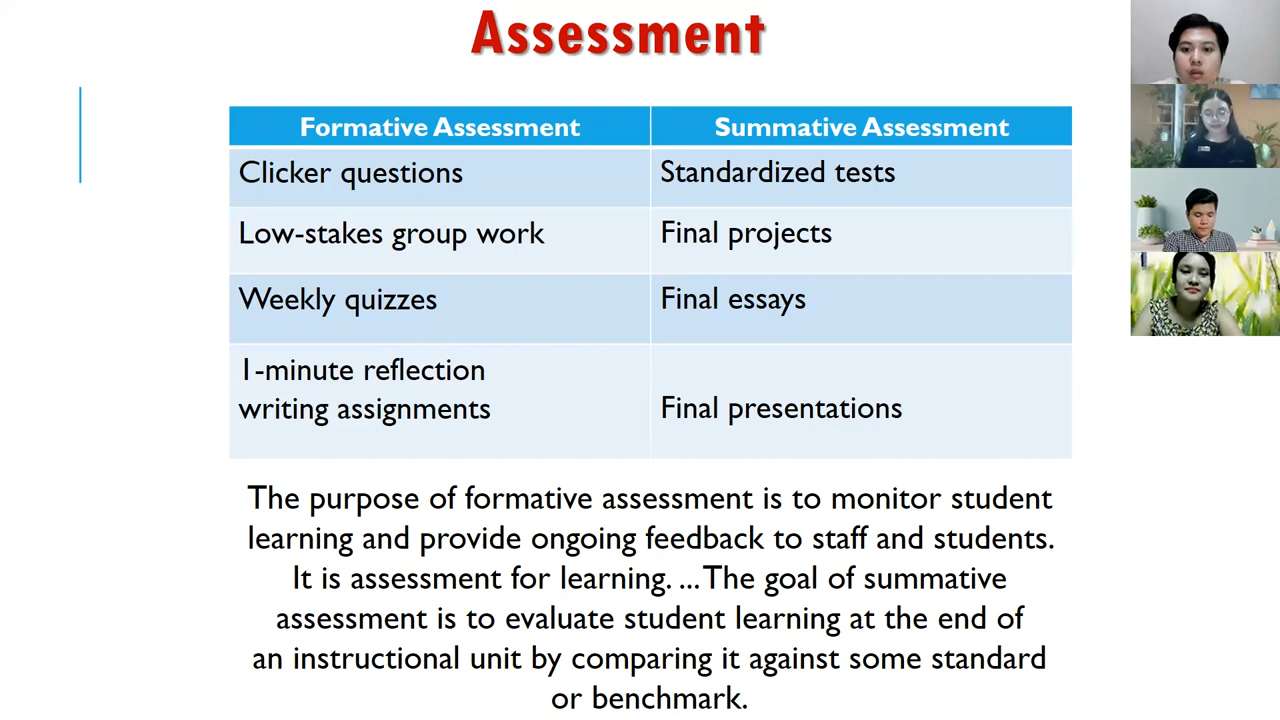 Assessment
Formative Assessment
Summative Assessment
Clicker questions
Standardized tests
Low-stakes group work
Final projects
Weekly quizzes
Final essays
1-minute reflection
writing assignments
Final presentations
The purpose of formative assessment is to monitor student
learning and provide ongoing feedback to staff and students.
It is assessment for learning. ... The goal of summative
assessment is to evaluate student learning at the end of
an instructional unit by comparing it against some standard
or benchmark.